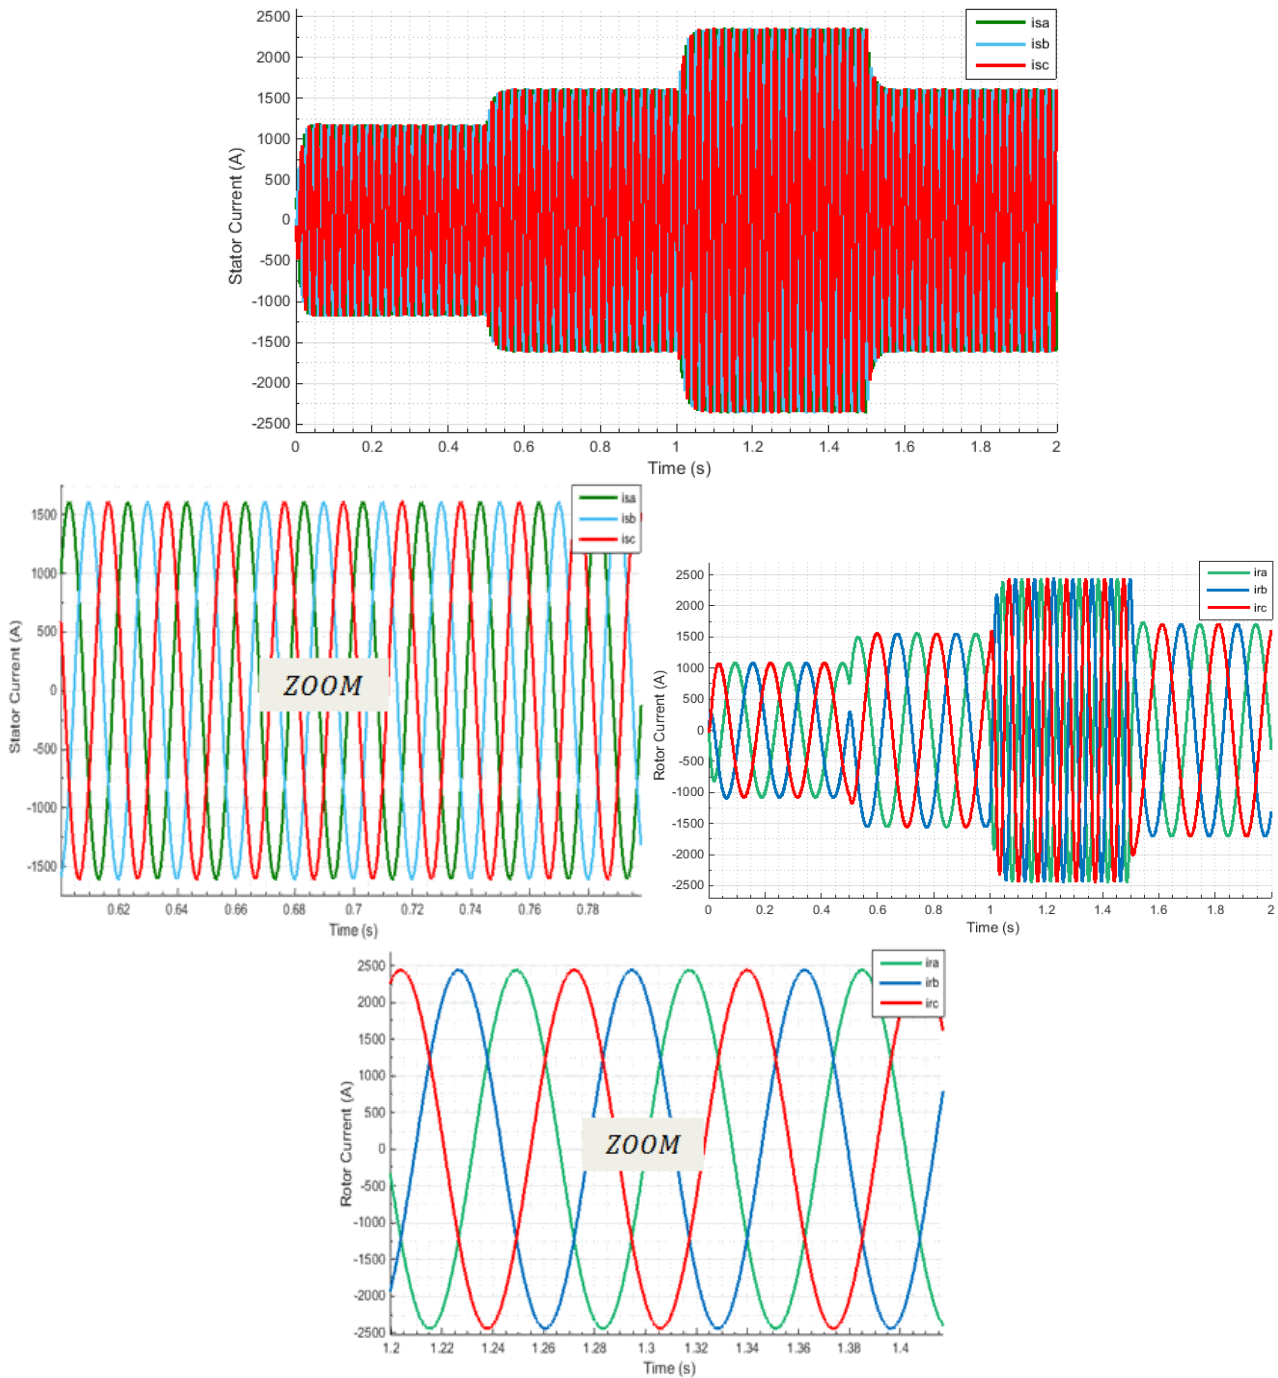 2500
2000
1500
1000
500
0
-500
-1000
-1500
-2000
-2500
Stator Current (A)
0 0.2 0.4 0.6 0.8 1 1.2 1.4 1.6 1.8 2
Time (s)
isa
isb
isc
1500
1000
500
0
-500
-1000
-1500
Stator Current (A)
0.62 0.64 0.66 0.68 0.7 0.72 0.74 0.76 0.78
Time (s)
isa
isb
isc
ZOOM
2500
2000
1500
1000
500
0
-500
-1000
-1500
-2000
-2500
Rotor Current (A)
0 0.2 0.4 0.6 0.8 1 1.2 1.4 1.6 1.8 2
Time (s)
ira
irb
irc
2500
2000
1500
1000
500
0
-500
-1000
-1500
-2000
-2500
Rotor Current (A)
1.2 1.22 1.24 1.26 1.28 1.3 1.32 1.34 1.36 1.38 1.4
Time (s)
ira
irb
irc
ZOOM